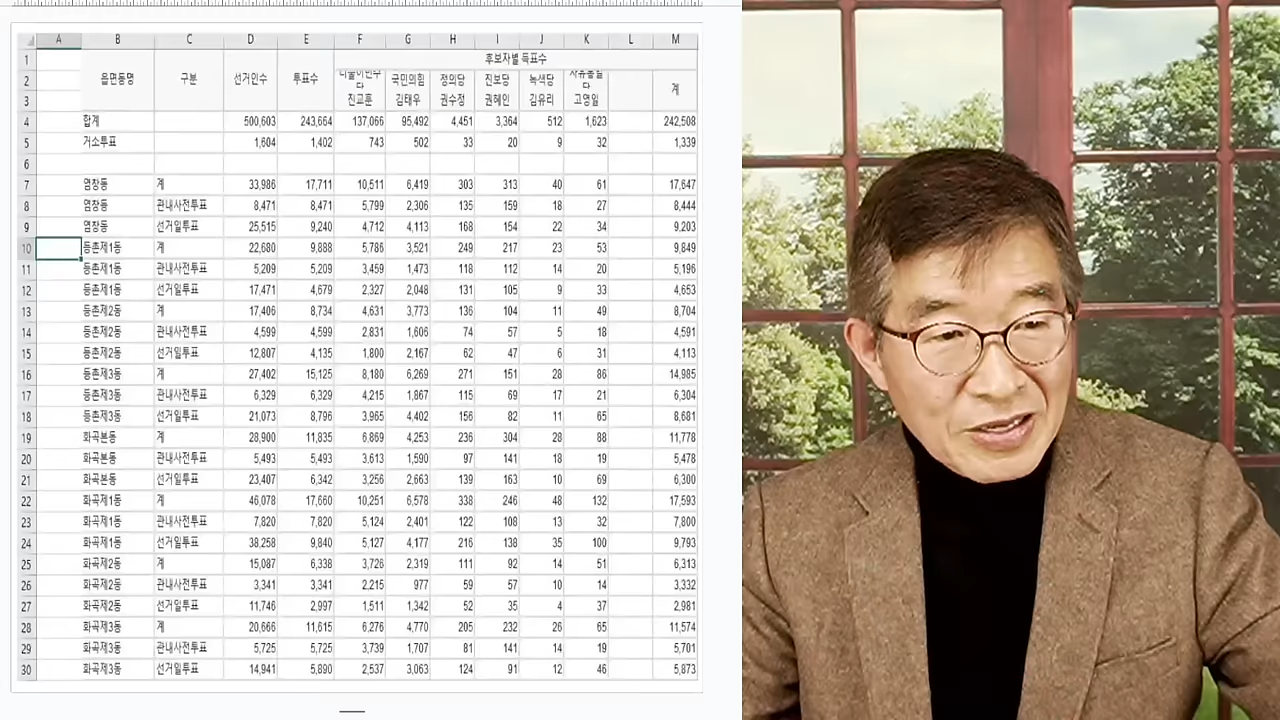 A B C D E F G H I J K L M
1 후보자별 득표수
2 읍면동명 구분 선거인수 투표수 국민의힘 정의당 진보당 녹색당 계
3 진교훈 김태우 권수정 권혜인 김유리 고영일
4 합계 500,603 243,664 137,066 95,492 4,451 3,364 512 1,623 242,508
5 거소투표 1,604 1,402 743 502 33 20 9 32 1,339
6
7 염창동 계 33,986 17,711 10,511 6,419 303 313 40 61 17,647
8 염창동 관내사전투표 8,471 8,471 5,799 2,306 135 159 18 27 8,444
9 염창동 선거일투표 25,515 9,240 4,712 4,113 168 154 22 34 9,203
10 등촌제1동 계 22,680 9,888 5,786 3,521 249 217 23 53 9,849
11 등촌제1동 관내사전투표 5,209 5,209 3,459 1,473 118 112 14 20 5,196
12 등촌제1동 선거일투표 17,471 4,679 2,327 2,048 131 105 9 33 4,653
13 등촌제2동 계 17,406 8,734 4,631 3,773 136 104 11 49 8,704
14 등촌제2동 관내사전투표 4,599 4,599 2,831 1,606 74 57 5 18 4,591
15 등촌제2동 선거일투표 12,807 4,135 1,800 2,167 62 47 6 31 4,113
16 등촌제3동 계 27,402 15,125 8,180 6,269 271 151 28 86 14,985
17 등촌제3동 관내사전투표 6,329 6,329 4,215 1,867 115 69 17 21 6,304
18 등촌제3동 선거일투표 21,073 8,796 3,965 4,402 156 82 11 65 8,681
19 화곡본동 계 28,900 11,835 6,869 4,253 236 304 28 88 11,778
20 화곡본동 관내사전투표 5,493 5,493 3,613 1,590 97 141 18 19 5,478
21 화곡본동 선거일투표 23,407 6,342 3,256 2,663 139 163 10 69 6,300
22 화곡제1동 계 46,078 17,660 10,251 6,578 338 246 48 132 17,593
23 화곡제1동 관내사전투표 7,820 7,820 5,124 2,401 122 108 13 32 7,800
24 화곡제1동 선거일투표 38,258 9,840 5,127 4,177 216 138 35 100 9,793
25 화곡제2동 계 15,087 6,338 3,726 2,319 111 92 14 51 6,313
26 화곡제2동 관내사전투표 3,341 3,341 2,215 977 59 57 10 14 3,332
27 화곡제2동 선거일투표 11,746 2,997 1,511 1,342 52 35 4 37 2,981
28 화곡제3동 계 20,666 11,615 6,276 4,770 205 232 26 65 11,574
29 화곡제3동 관내사전투표 5,725 5,725 3,739 1,707 81 141 14 19 5,701
30 화곡제3동 선거일투표 14,941 5,890 2,537 3,063 124 91 12 46 5,873